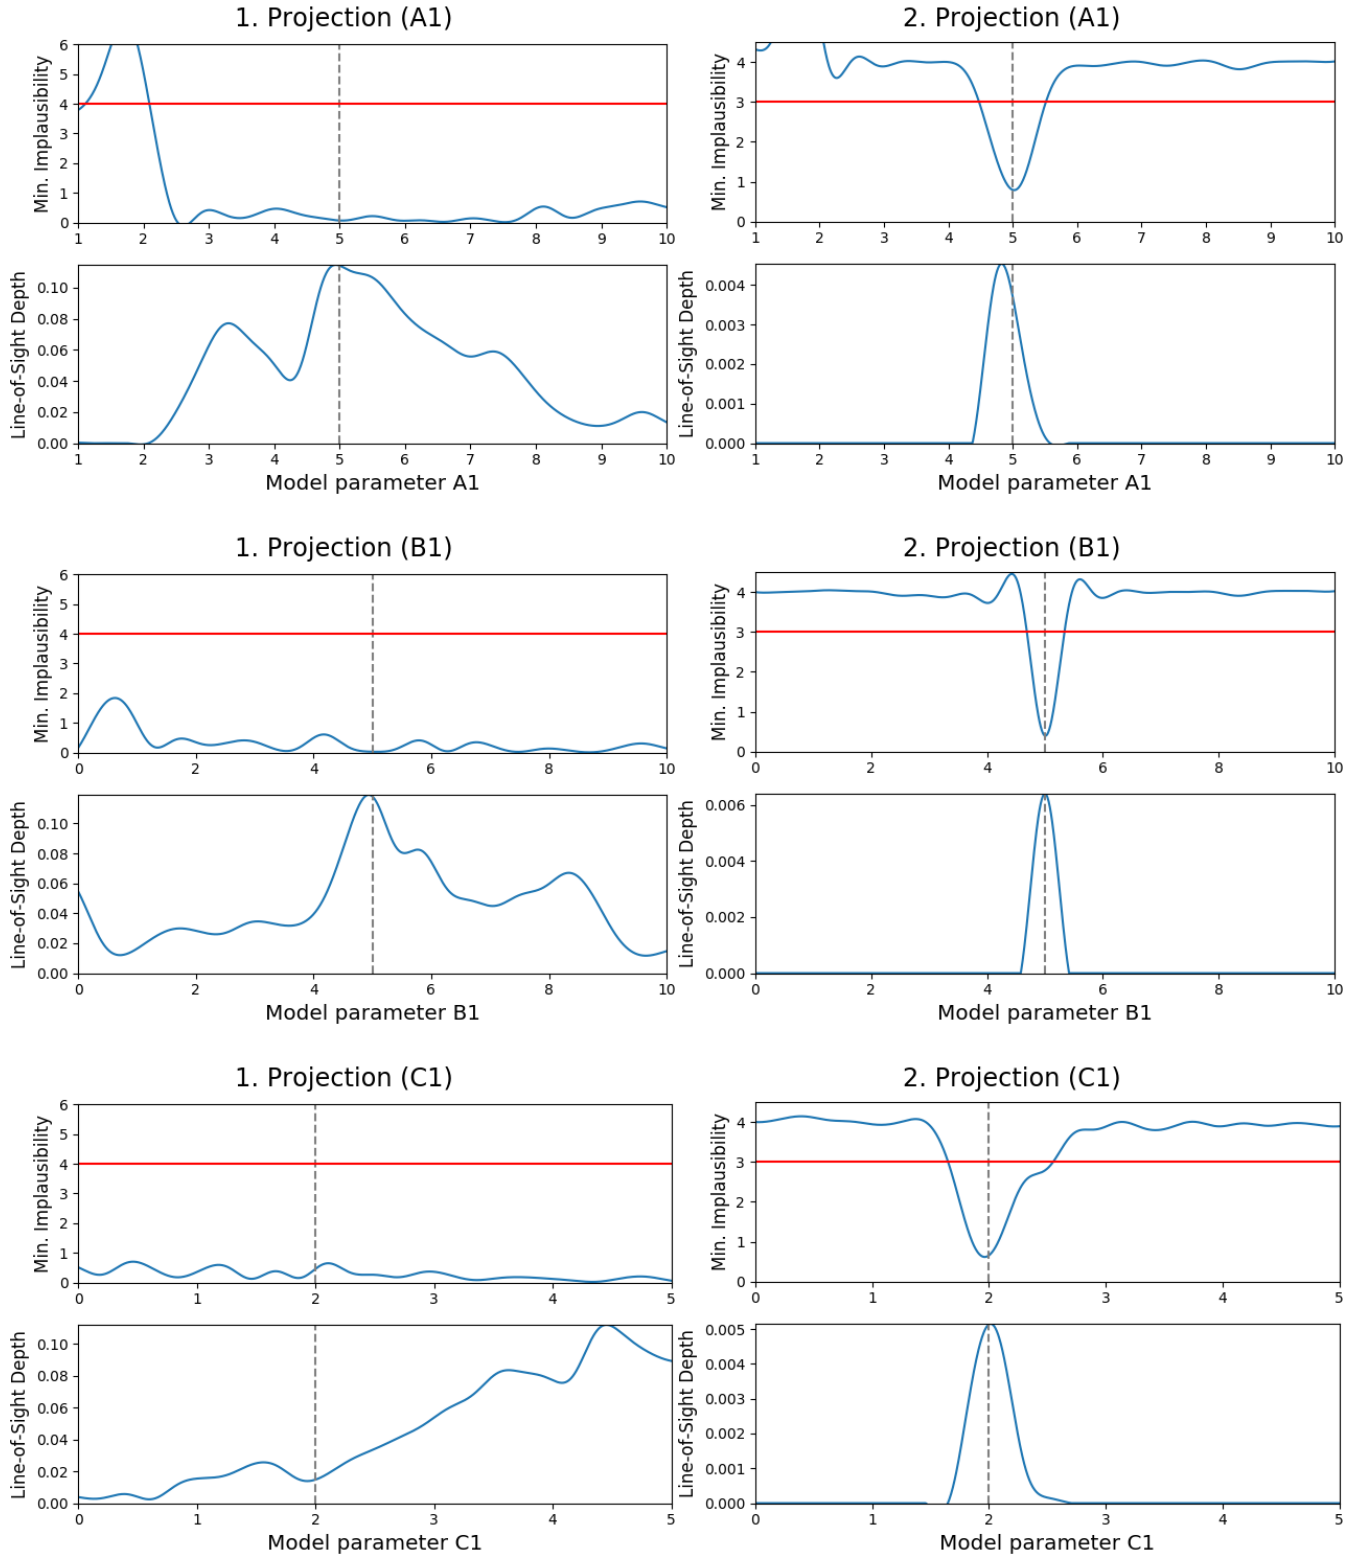 1. Projection (A1)
Min. Implausibility
6
5
4
3
2
1
0
1 2 3 4 5 6 7 8 9 10
Line-of-Sight Depth
0.10
0.08
0.06
0.04
0.02
0.00
1 2 3 4 5 6 7 8 9 10
Model parameter A1
2. Projection (A1)
Min. Implausibility
4
3
2
1
0
1 2 3 4 5 6 7 8 9 10
Line-of-Sight Depth
0.004
0.003
0.002
0.001
0.000
1 2 3 4 5 6 7 8 9 10
Model parameter A1
1. Projection (B1)
Min. Implausibility
6
5
4
3
2
1
0
0 2 4 6 8 10
Line-of-Sight Depth
0.10
0.08
0.06
0.04
0.02
0.00
0 2 4 6 8 10
Model parameter B1
2. Projection (B1)
Min. Implausibility
4
3
2
1
0
0 2 4 6 8 10
Line-of-Sight Depth
0.006
0.004
0.002
0.000
0 2 4 6 8 10
Model parameter B1
1. Projection (C1)
Min. Implausibility
6
5
4
3
2
1
0
0 1 2 3 4 5
Line-of-Sight Depth
0.10
0.08
0.06
0.04
0.02
0.00
0 1 2 3 4 5
Model parameter C1
2. Projection (C1)
Min. Implausibility
4
3
2
1
0
0 1 2 3 4 5
Line-of-Sight Depth
0.005
0.004
0.003
0.002
0.001
0.000
0 1 2 3 4 5
Model parameter C1